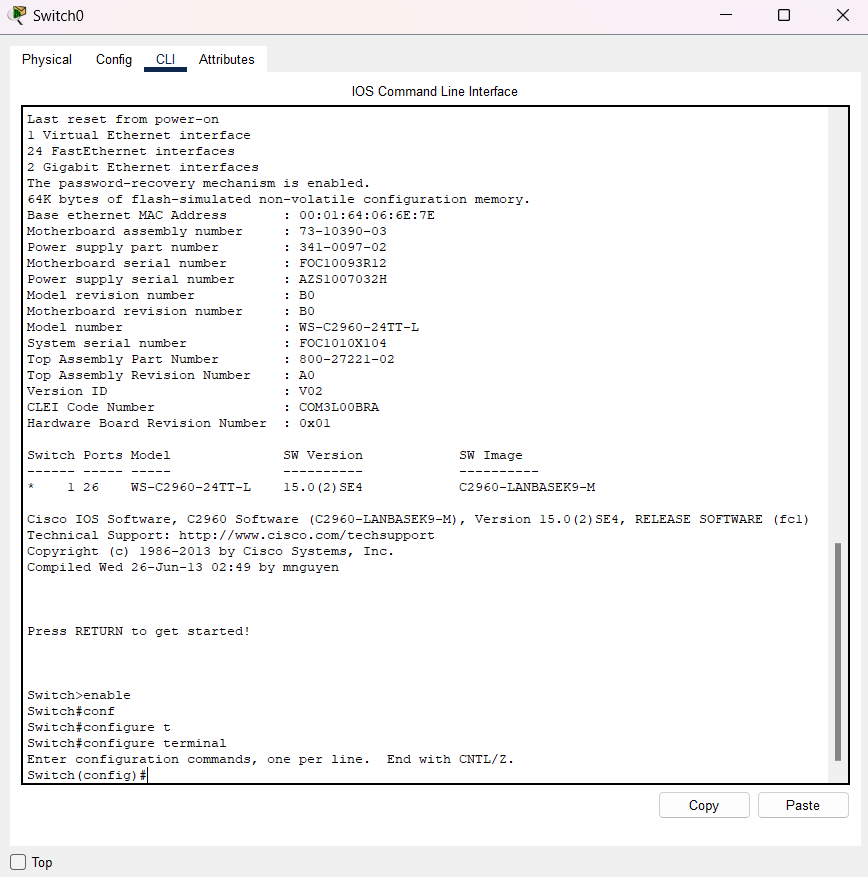 Switch0
Physical Config CLI Attributes
IOS Command Line Interface
Last reset from power-on
1 Virtual Ethernet interface
24 FastEthernet interfaces
2 Gigabit Ethernet interfaces
The password-recovery mechanism is enabled.
64K bytes of flash-simulated non-volatile configuration memory.
Base ethernet MAC Address       : 00:01:64:06:6E:7E
Motherboard assembly number     : 73-10390-03
Power supply part number        : 341-0097-02
Motherboard serial number       : FOC10093R12
Power supply serial number      : AZS1007032H
Model revision number           : B0
Motherboard revision number     : B0
Model number                    : WS-C2960-24TT-L
System serial number            : FOC1010X104
Top Assembly Part Number        : 800-27221-02
Top Assembly Revision Number    : A0
Version ID                      : V02
CLEI Code Number                : COM3L00BRA
Hardware Board Revision Number  : 0x01
Switch Ports Model              SW Version            SW Image
------ ----- -----              ----------            ----------
*    1 26    WS-C2960-24TT-L    15.0(2)SE4            C2960-LANBASEK9-M
Cisco IOS Software, C2960 Software (C2960-LANBASEK9-M), Version 15.0(2)SE4, RELEASE SOFTWARE (fc1)
Technical Support: http://www.cisco.com/techsupport
Copyright (c) 1986-2013 by Cisco Systems, Inc.
Compiled Wed 26-Jun-13 02:49 by mnguyen
Press RETURN to get started!
Switch>enable
Switch#conf
Switch#configure t
Switch#configure terminal
Enter configuration commands, one per line.  End with CNTL/Z.
Switch(config)#
Copy Paste
Top